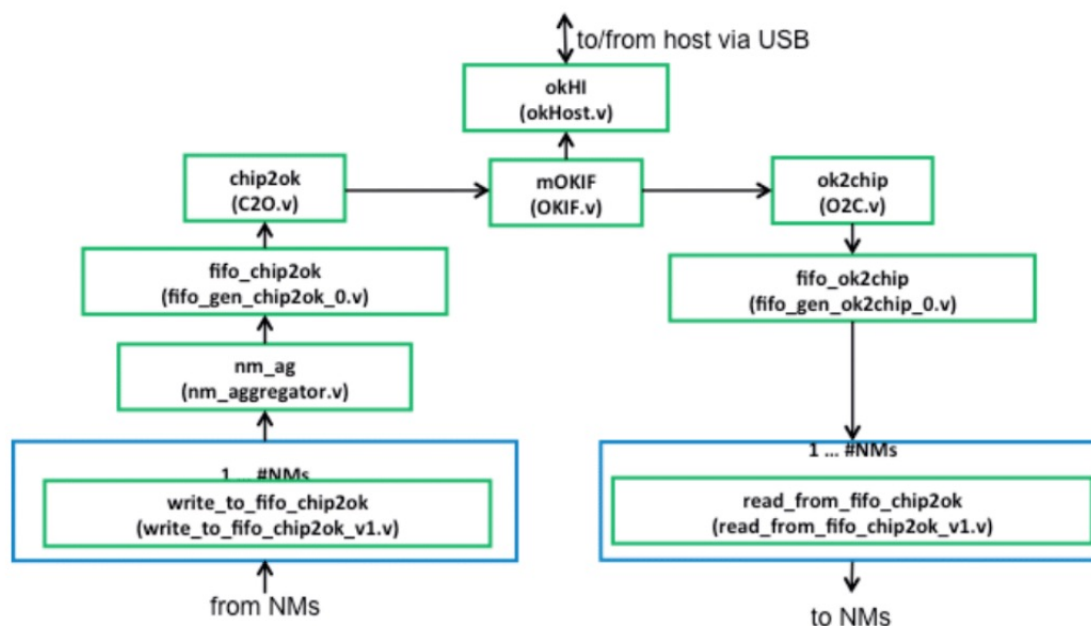 to/from host via USB
okHI
(okHost.v)
chip2ok
(C2O.v)
mOKIF
(OKIF.v)
ok2chip
(O2C.v)
fifo_chip2ok
(fifo_gen_chip2ok_0.v)
fifo_ok2chip
(fifo_gen_ok2chip_0.v)
nm_ag
(nm_aggregator.v)
1 ... #NMs
write_to_fifo_chip2ok
(write_to_fifo_chip2ok_v1.v)
from NMs
1 ... #NMs
read_from_fifo_chip2ok
(read_from_fifo_chip2ok_v1.v)
to NMs